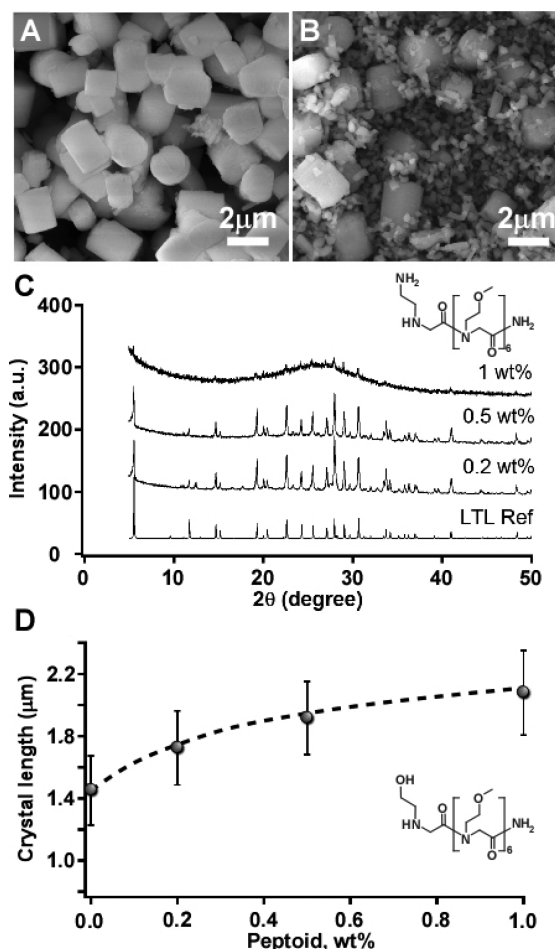 A
2μm
B
2μm
C
400
300
200
100
0
Intensity (a.u.)
NH₂
HN
O
N
O
O
6
NH₂
1 wt%
0.5 wt%
0.2 wt%
LTL Ref
0 10 20 30 40 50
2θ (degree)
D
2.2
1.8
1.4
1.0
Crystal length (μm)
OH
HN
O
N
O
O
6
NH₂
0.0 0.2 0.4 0.6 0.8 1.0
Peptoid, wt%